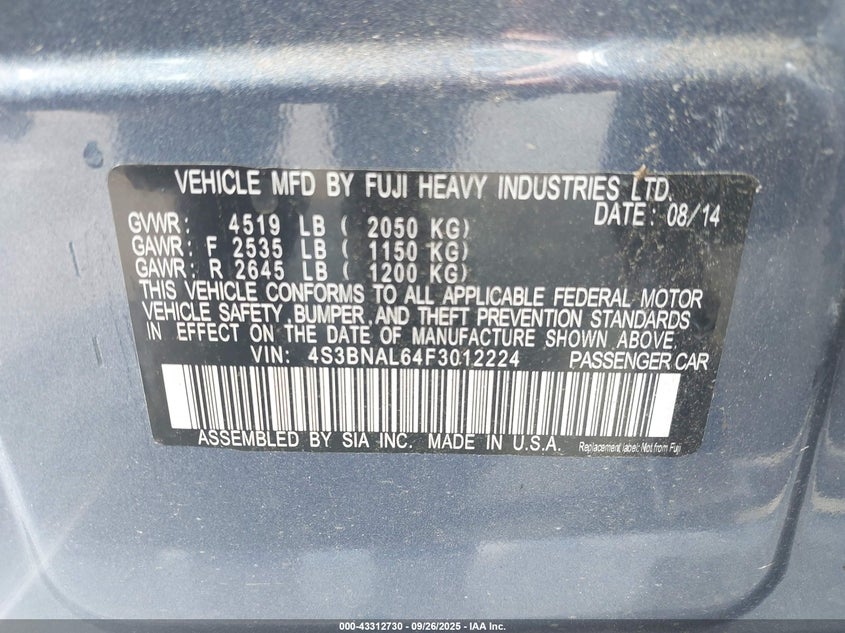 VEHICLE MFD BY FUJI HEAVY INDUSTRIES LTD.
DATE: 08/14
GVWR: 4519 LB ( 2050 KG)
GAWR: F 2535 LB ( 1150 KG)
GAWR: R 2645 LB ( 1200 KG)
THIS VEHICLE CONFORMS TO ALL APPLICABLE FEDERAL MOTOR
VEHICLE SAFETY, BUMPER, AND THEFT PREVENTION STANDARDS
IN EFFECT ON THE DATE OF MANUFACTURE SHOWN ABOVE.
VIN: 4S3BNAL64F3012224 PASSENGER CAR
ASSEMBLED BY SIA INC. MADE IN U.S.A. Replacement label: Not from Fuji
000-43312730 - 09/26/2025 - IAA Inc.